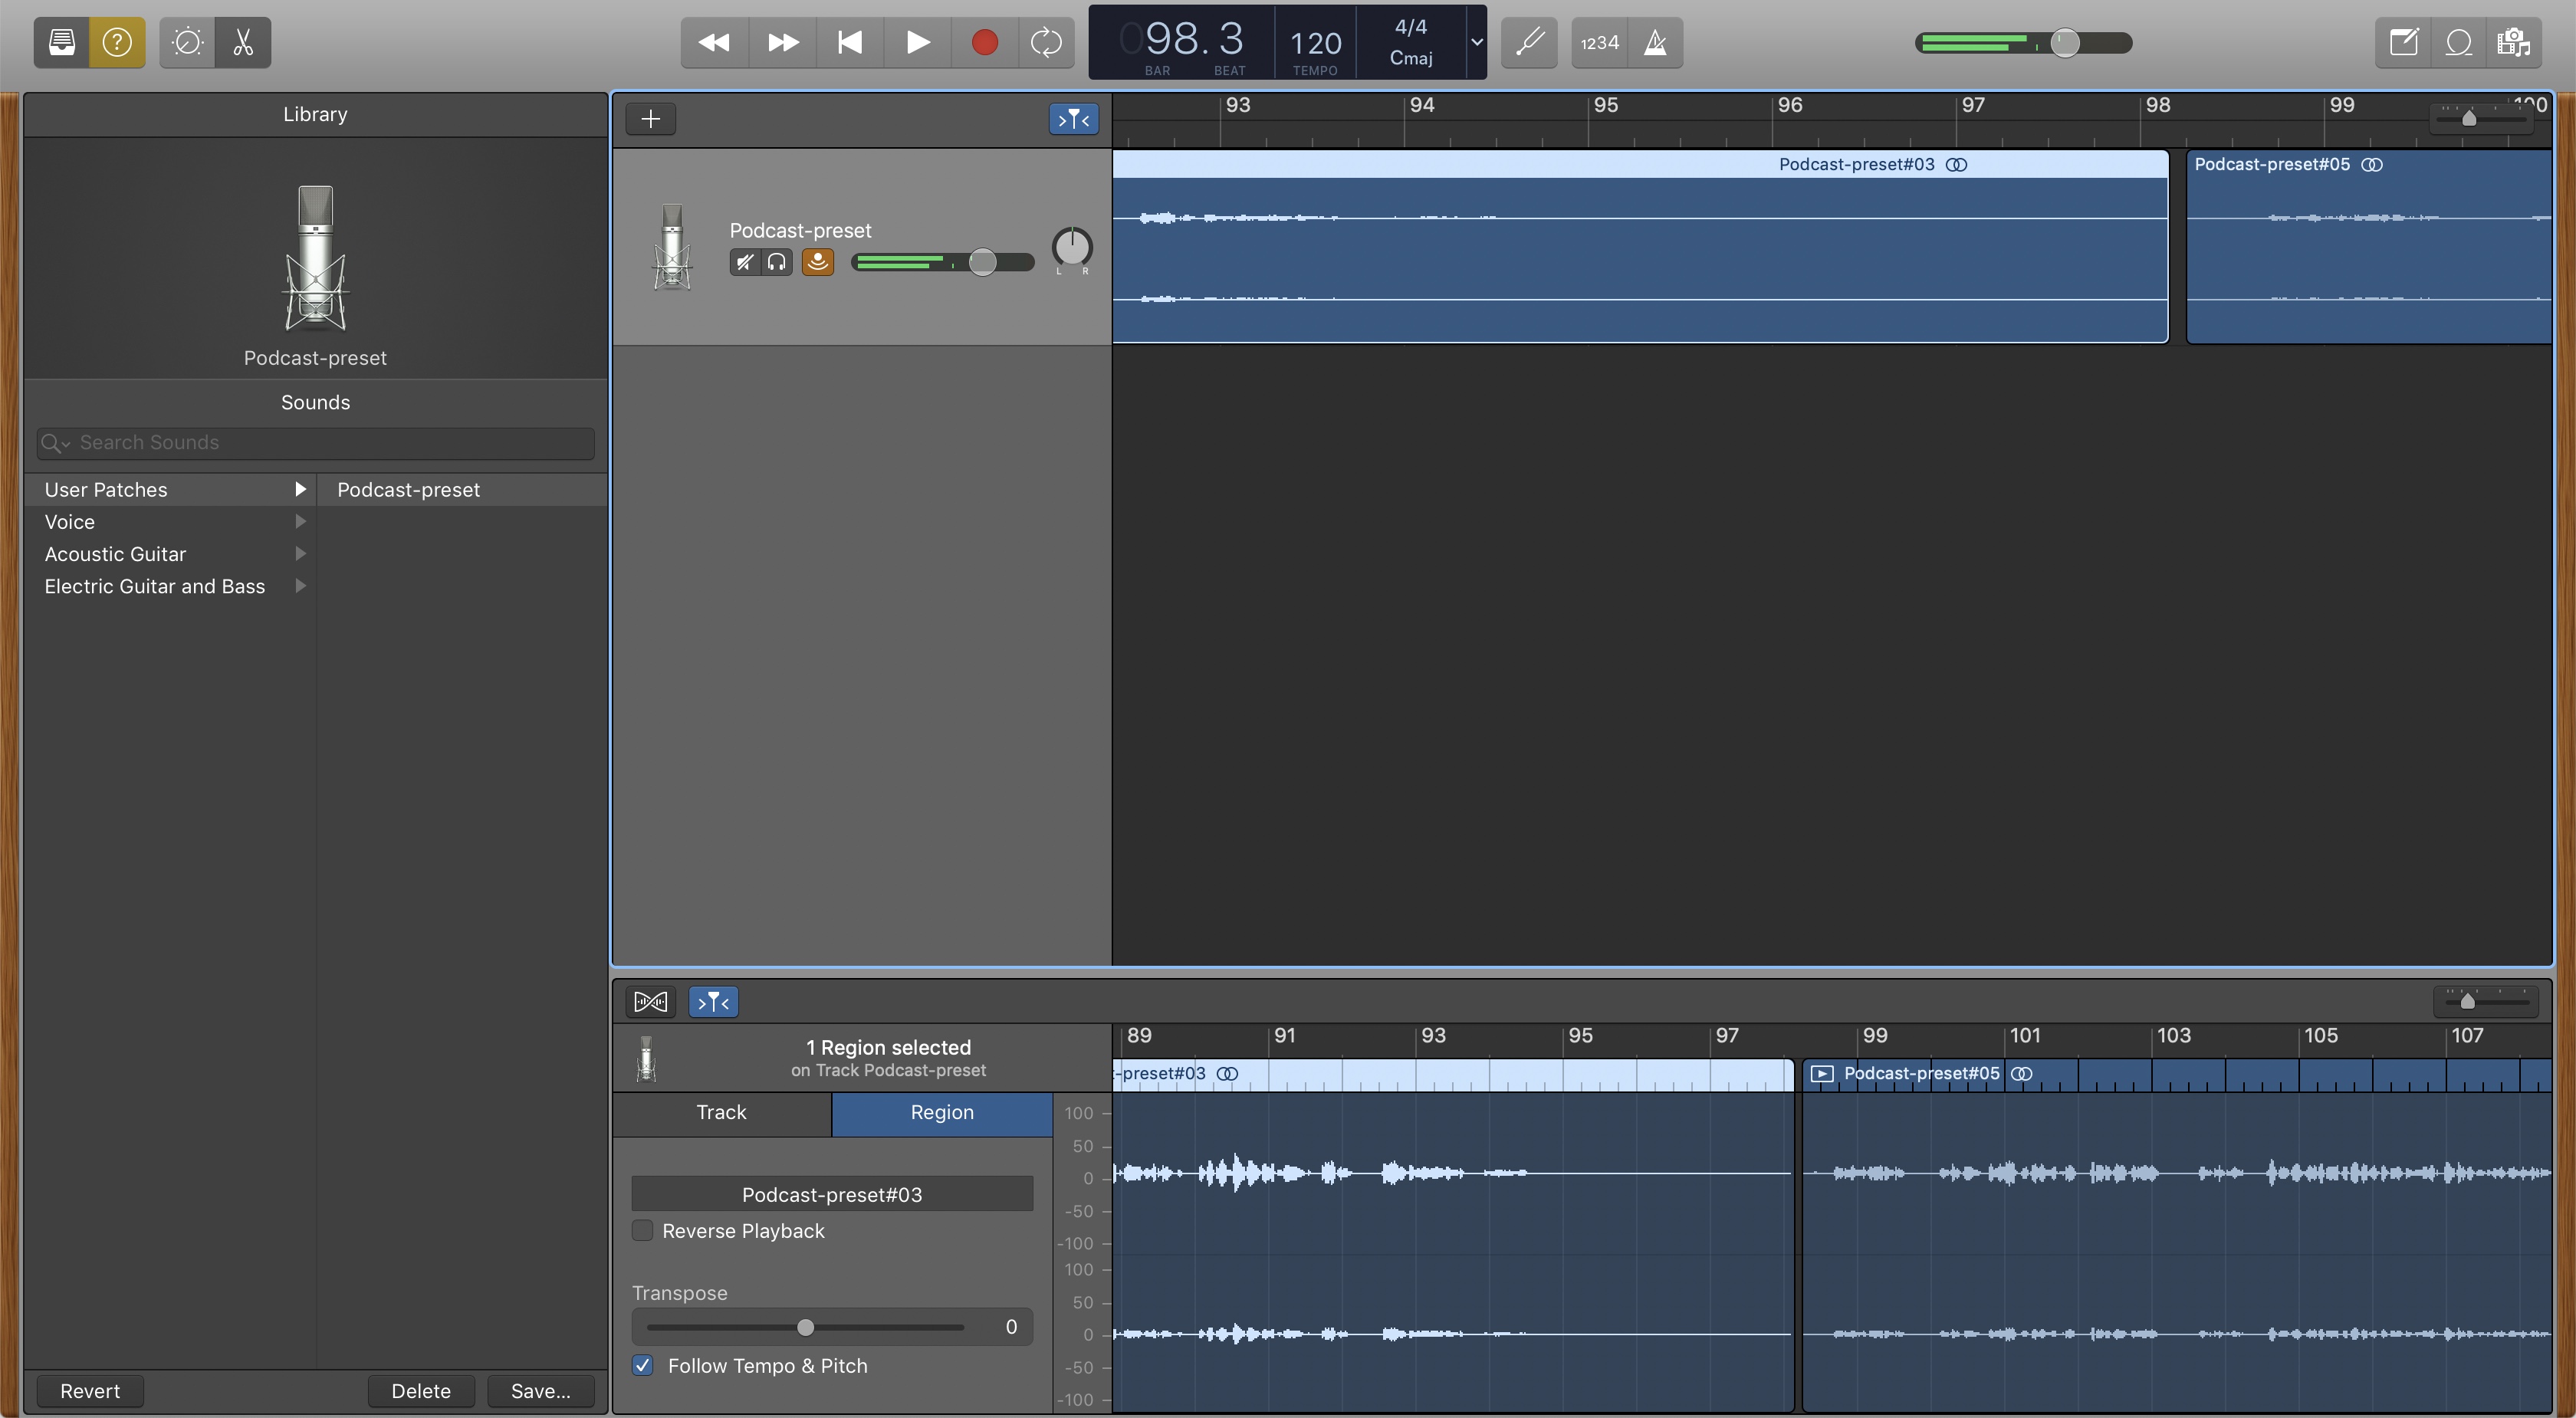 ?
098.3
BAR
BEAT
120
TEMPO
4/4
Cmaj
1234
Library
Podcast-preset
Sounds
Search Sounds
User Patches
Voice
Acoustic Guitar
Electric Guitar and Bass
Podcast-preset
Revert
Delete
Save...
93 94 95 96 97 98 99 100
Podcast-preset
L R
Podcast-preset#03
Podcast-preset#05
1 Region selected
on Track Podcast-preset
Track
Region
Podcast-preset#03
Reverse Playback
Transpose
0
Follow Tempo & Pitch
89 91 93 95 97 99 101 103 105 107
-preset#03
Podcast-preset#05
100
50
0
-50
-100
100
50
0
-50
-100